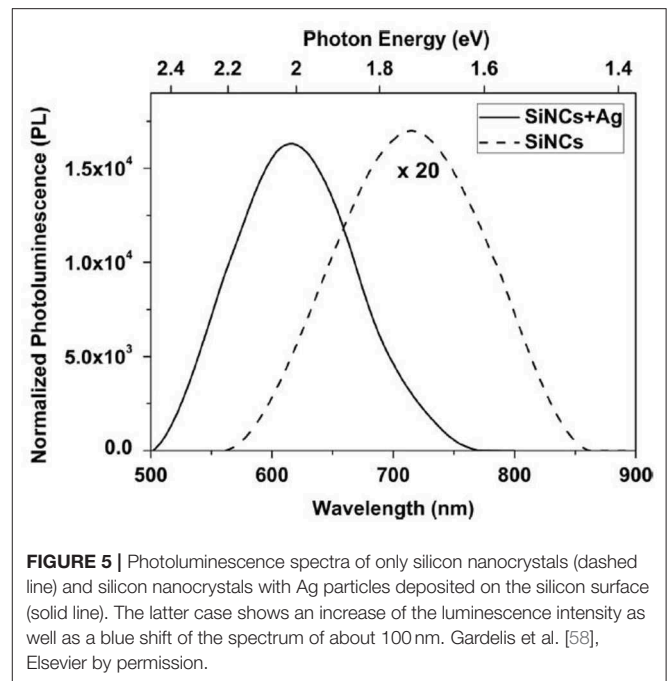 Photon Energy (eV)
2.4 2.2 2 1.8 1.6 1.4
Normalized Photoluminescence (PL)
1.5x10⁴
1.0x10⁴
5.0x10³
0.0
SiNCs+Ag
SiNCs
x 20
500 600 700 800 900
Wavelength (nm)
FIGURE 5 | Photoluminescence spectra of only silicon nanocrystals (dashed
line) and silicon nanocrystals with Ag particles deposited on the silicon surface
(solid line). The latter case shows an increase of the luminescence intensity as
well as a blue shift of the spectrum of about 100 nm. Gardelis et al. [58],
Elsevier by permission.